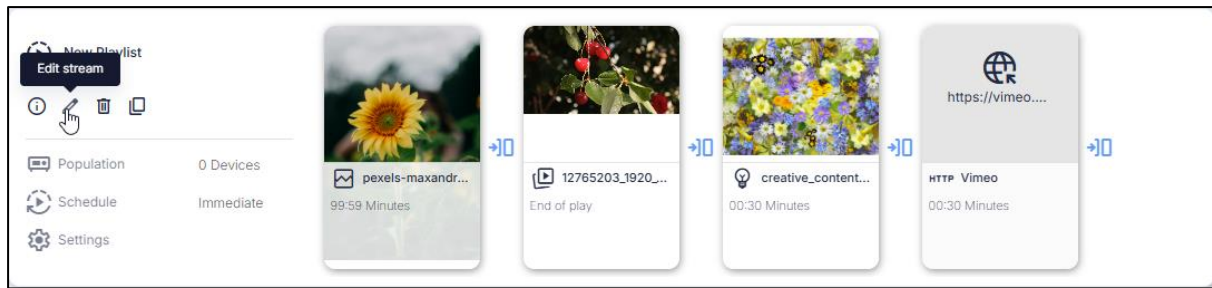 New Playlist
Edit stream
Population 0 Devices
Schedule Immediate
Settings
pexels-maxandr...
99:59 Minutes
12765203_1920_...
End of play
creative_content...
00:30 Minutes
https://vimeo....
HTTP Vimeo
00:30 Minutes